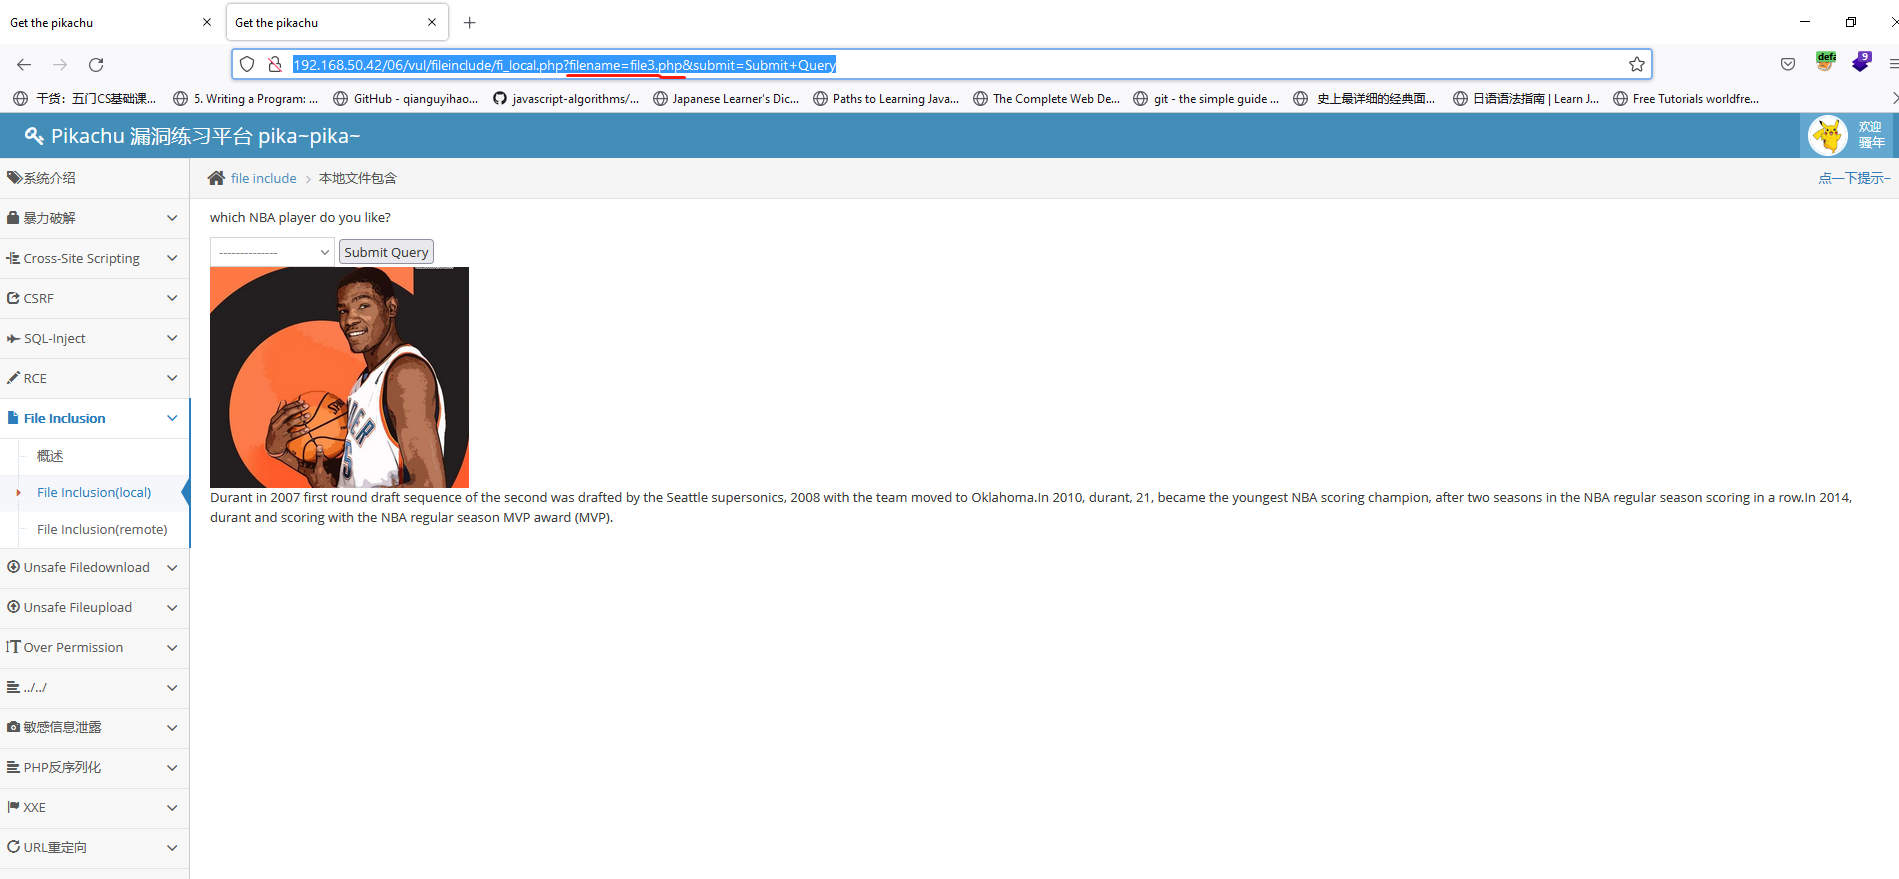 Get the pikachu
Get the pikachu
192.168.50.42/06/vul/fileinclude/fi_local.php?filename=file3.php&submit=Submit+Query
defa
9
干货：五门CS基础课...
5. Writing a Program: ...
GitHub - qianguyihao...
javascript-algorithms/...
Japanese Learner's Dic...
Paths to Learning Java...
The Complete Web De...
git - the simple guide ...
史上最详细的经典面...
日语语法指南 | Learn J...
Free Tutorials worldfre...
Pikachu 漏洞练习平台 pika~pika~
欢迎
骚年
系统介绍
file include
本地文件包含
点一下提示~
暴力破解
which NBA player do you like?
--------------
Submit Query
Cross-Site Scripting
CSRF
SQL-Inject
RCE
File Inclusion
概述
File Inclusion(local)
Durant in 2007 first round draft sequence of the second was drafted by the Seattle supersonics, 2008 with the team moved to Oklahoma.In 2010, durant, 21, became the youngest NBA scoring champion, after two seasons in the NBA regular season scoring in a row.In 2014,
durant and scoring with the NBA regular season MVP award (MVP).
File Inclusion(remote)
Unsafe Filedownload
Unsafe Fileupload
Over Permission
../../
敏感信息泄露
PHP反序列化
XXE
URL重定向